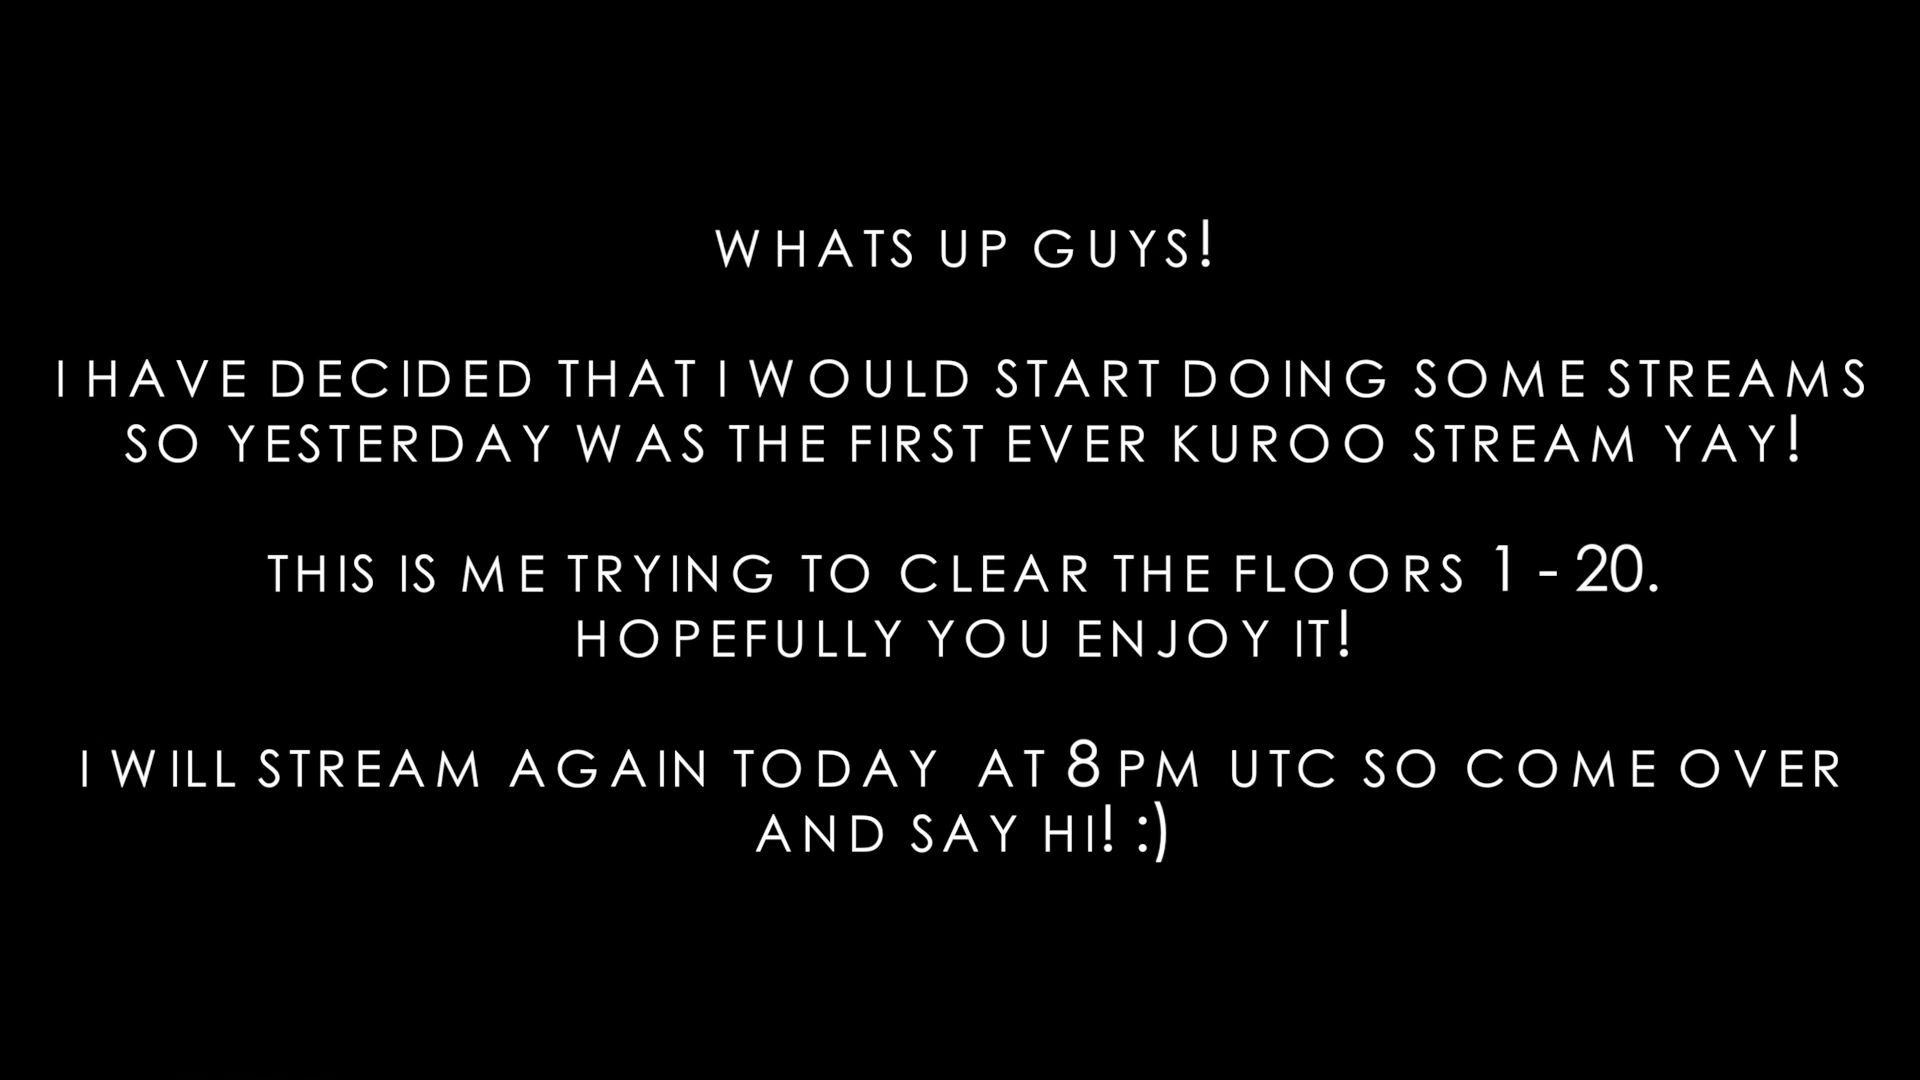 WHATS UP GUYS!
I HAVE DECIDED THAT I WOULD START DOING SOME STREAMS
SO YESTERDAY WAS THE FIRST EVER KUROO STREAM YAY!
THIS IS ME TRYING TO CLEAR THE FLOORS 1 - 20.
HOPEFULLY YOU ENJOY IT!
I WILL STREAM AGAIN TODAY  AT 8 PM UTC SO COME OVER
AND SAY HI! :)